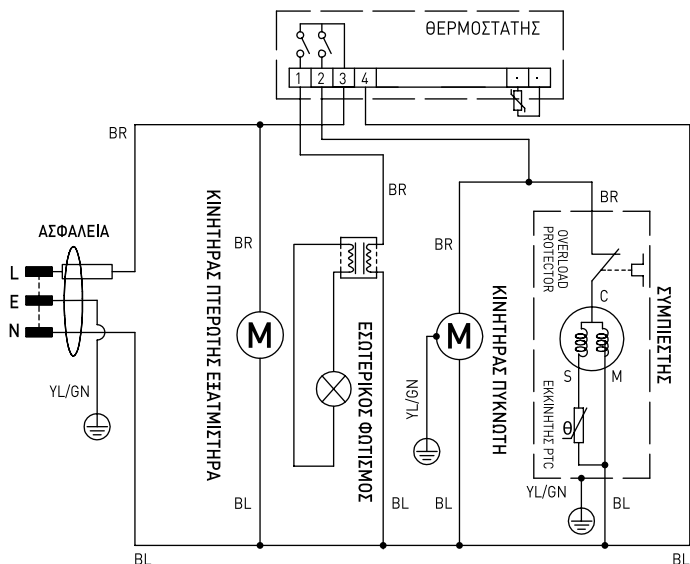 ΘΕΡΜΟΣΤΑΤΗΣ
1 2 3 4
BR
ΑΣΦΑΛΕΙΑ
L
E
N
YL/GN
BL
ΚΙΝΗΤΗΡΑΣ ΠΤΕΡΩΤΗΣ ΕΞΑΤΜΙΣΤΗΡΑ
BR
M
BL
BR
ΕΣΩΤΕΡΙΚΟΣ ΦΩΤΙΣΜΟΣ
BL
BR
M
YL/GN
BL
ΚΙΝΗΤΗΡΑΣ ΠΥΚΝΩΤΗ
BR
OVERLOAD
PROTECTOR
C
S
M
θ
ΕΚΚΙΝΗΤΗΣ PTC
ΣΥΜΠΙΕΣΤΗΣ
YL/GN
BL
BL